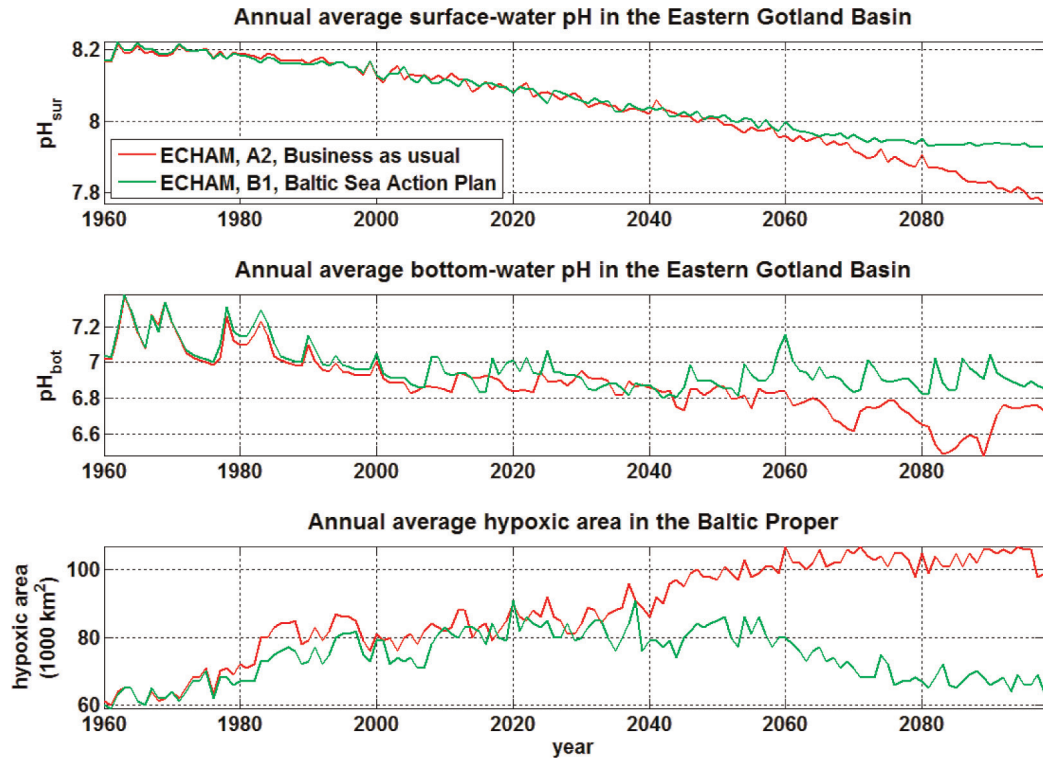 Annual average surface-water pH in the Eastern Gotland Basin
8.2
8
7.8
pHsur
ECHAM, A2, Business as usual
ECHAM, B1, Baltic Sea Action Plan
1960 1980 2000 2020 2040 2060 2080
Annual average bottom-water pH in the Eastern Gotland Basin
7.2
7
6.8
6.6
pHbot
1960 1980 2000 2020 2040 2060 2080
Annual average hypoxic area in the Baltic Proper
100
80
60
hypoxic area
(1000 km²)
1960 1980 2000 2020 2040 2060 2080
year